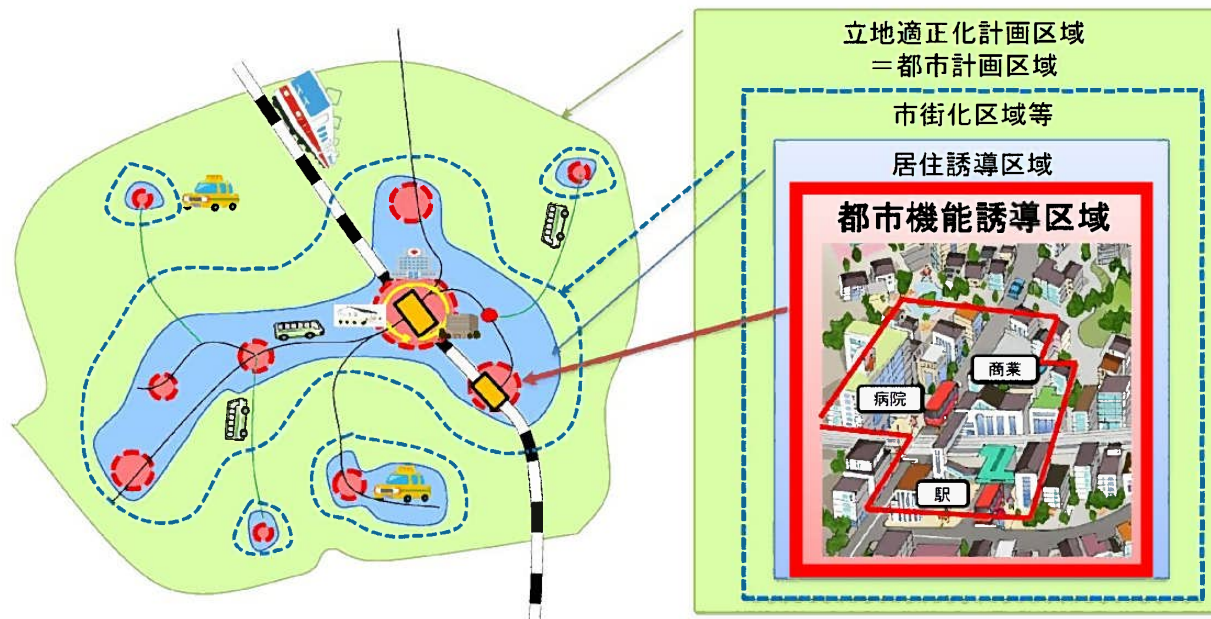 立地適正化計画区域
＝都市計画区域
市街化区域等
居住誘導区域
都市機能誘導区域
商業
病院
駅